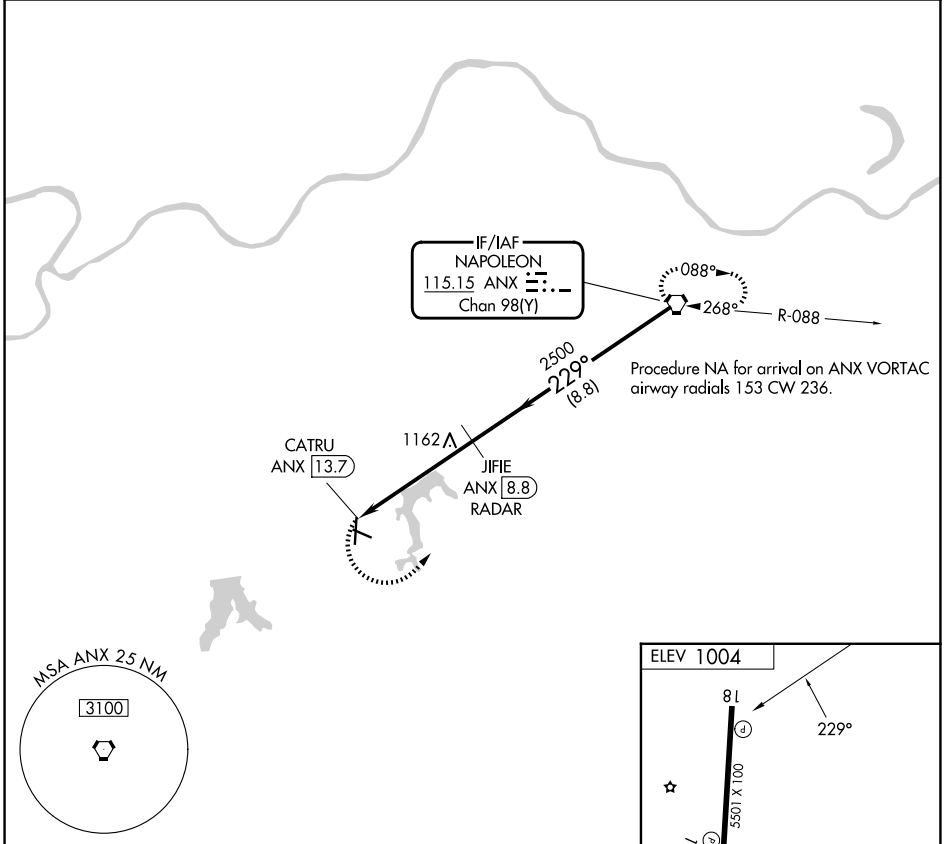 IF/IAF
NAPOLEON
115.15 ANX
Chan 98(Y)
088°
268°
R-088
Procedure NA for arrival on ANX VORTAC
airway radials 153 CW 236.
2500
229°
(8.8)
1162
JIFIE
ANX 8.8
RADAR
CATRU
ANX 13.7
MSA ANX 25 NM
3100
ELEV 1004
18
P
229°
5501 X 100
P